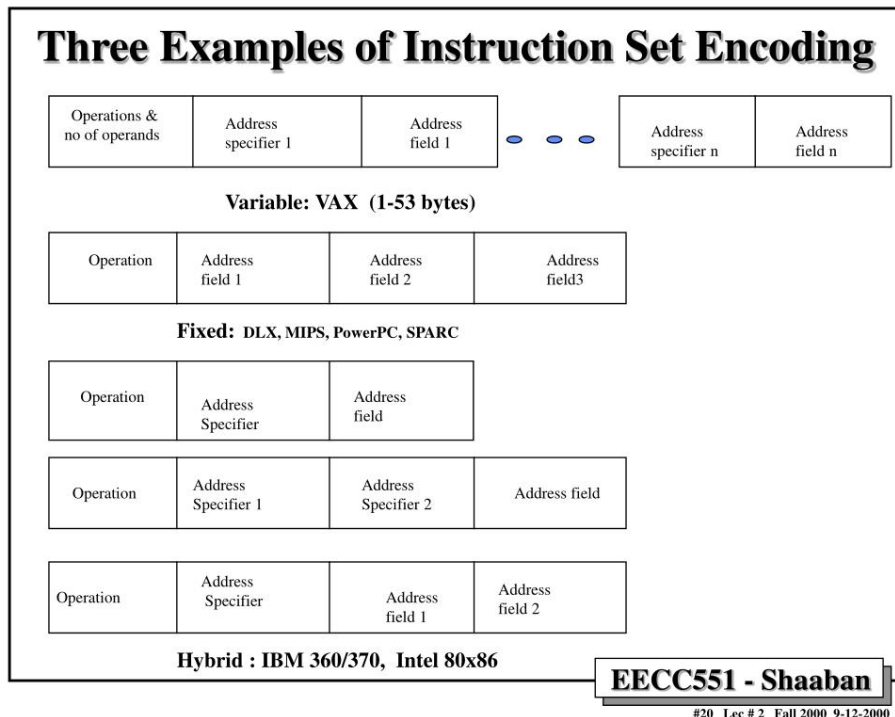 Three Examples of Instruction Set Encoding
Operations &
no of operands
Address
specifier 1
Address
field 1
Address
specifier n
Address
field n
Variable: VAX (1-53 bytes)
Operation
Address
field 1
Address
field 2
Address
field3
Fixed: DLX, MIPS, PowerPC, SPARC
Operation
Address
Specifier
Address
field
Operation
Address
Specifier 1
Address
Specifier 2
Address field
Operation
Address
Specifier
Address
field 1
Address
field 2
Hybrid : IBM 360/370, Intel 80x86
EECC551 - Shaaban
#20 Lec # 2 Fall 2000 9-12-2000